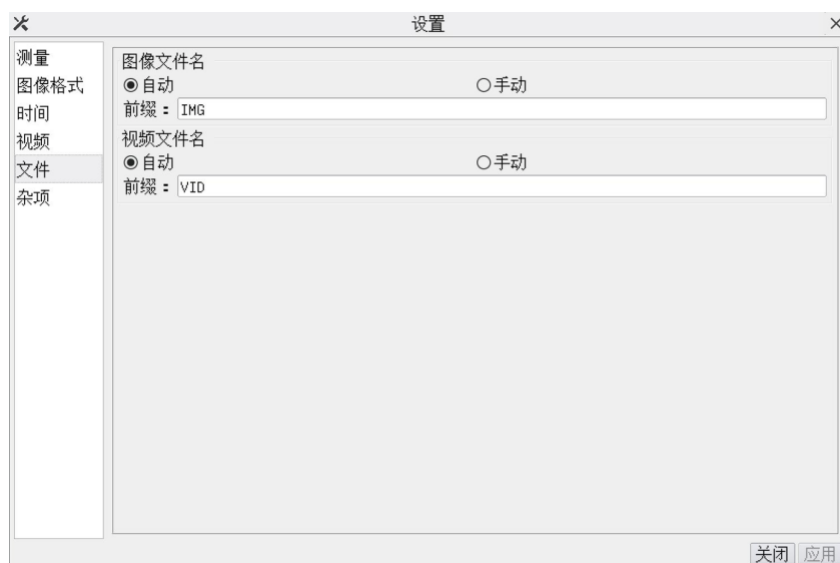 设置
测量
图像格式
时间
视频
文件
杂项
图像文件名
自动 手动
前缀：IMG
视频文件名
自动 手动
前缀：VID
关闭 应用